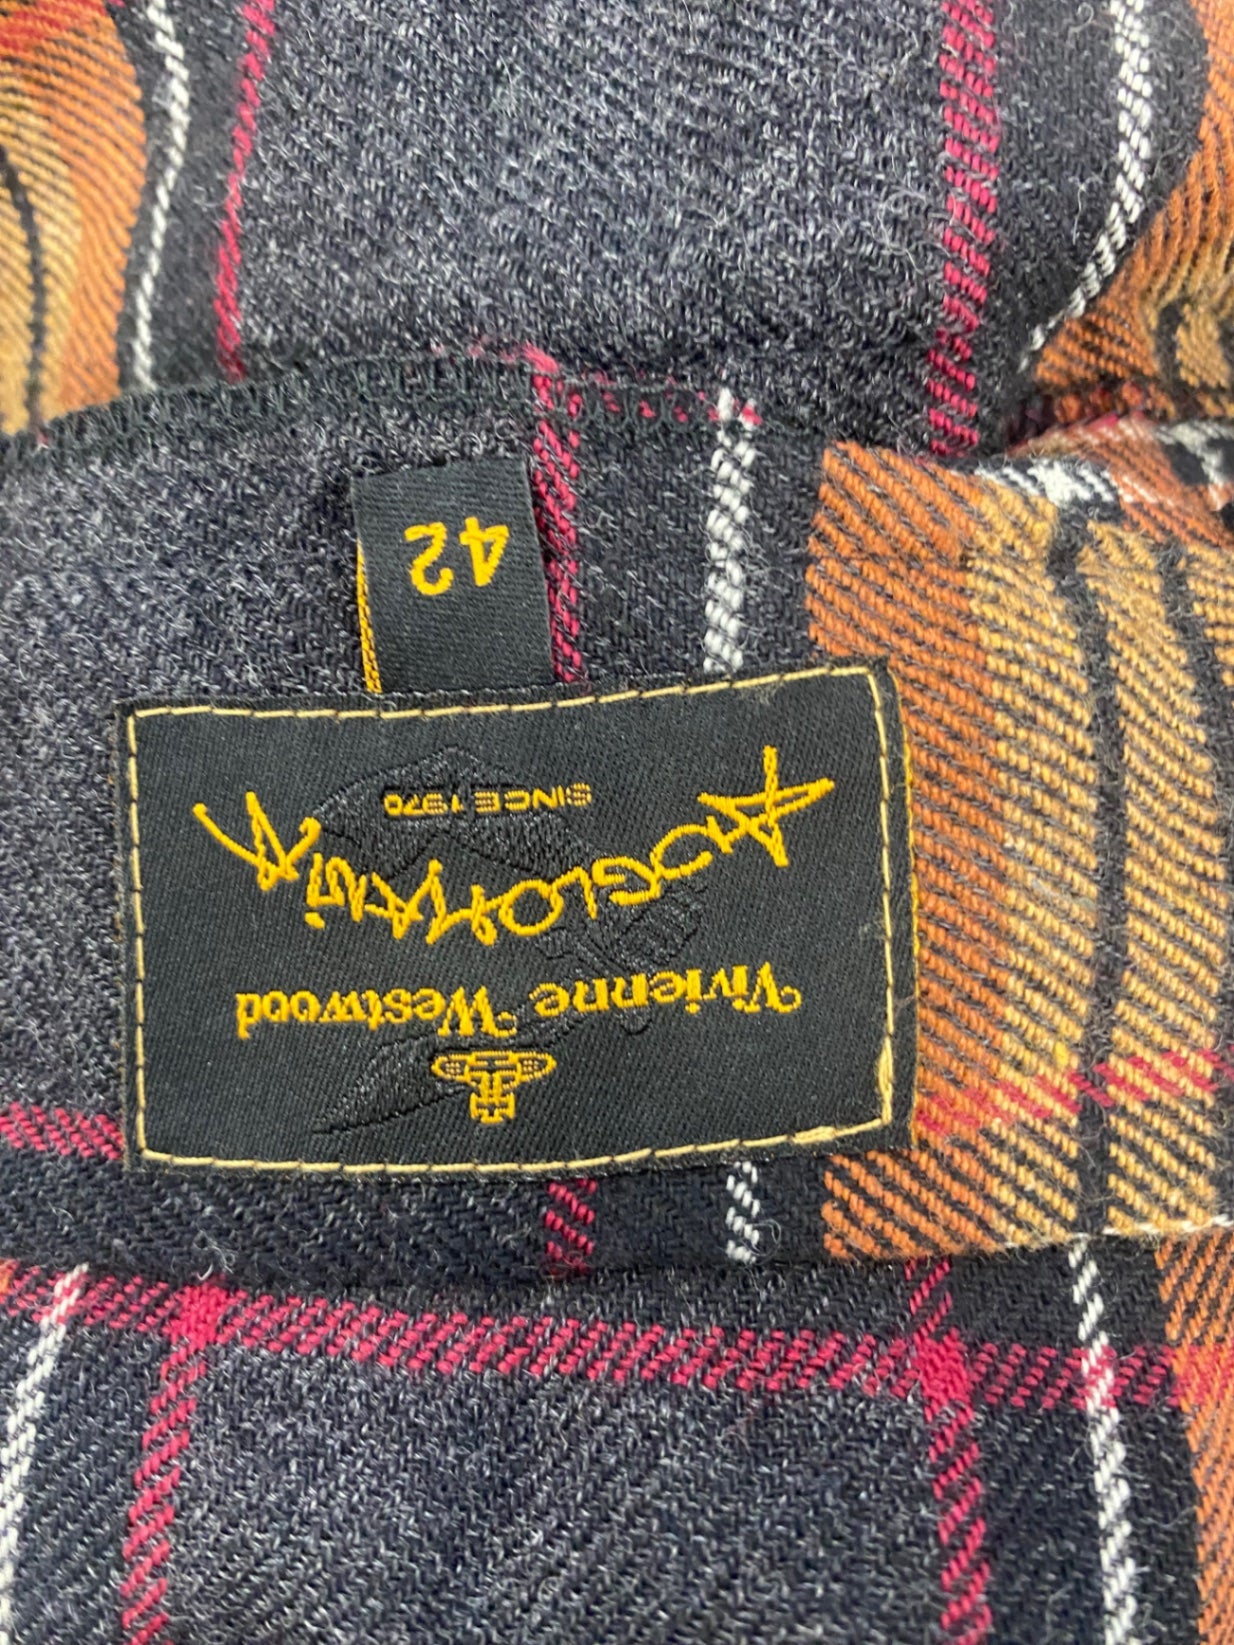 Vivienne Westwood
ANGLOMANIA
SINCE 1970
42